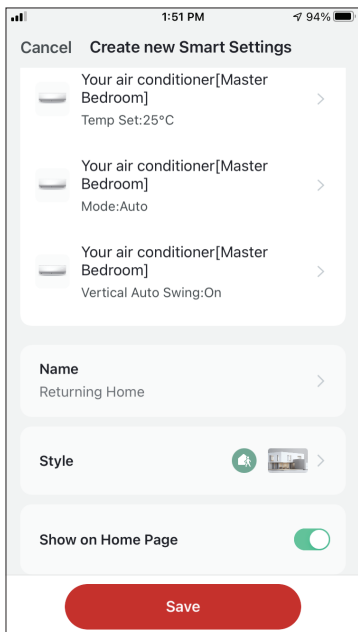 1:51 PM
94%
Cancel Create new Smart Settings
Your air conditioner[Master
Bedroom]
Temp Set:25°C
Your air conditioner[Master
Bedroom]
Mode:Auto
Your air conditioner[Master
Bedroom]
Vertical Auto Swing:On
Name
Returning Home
Style
Show on Home Page
Save